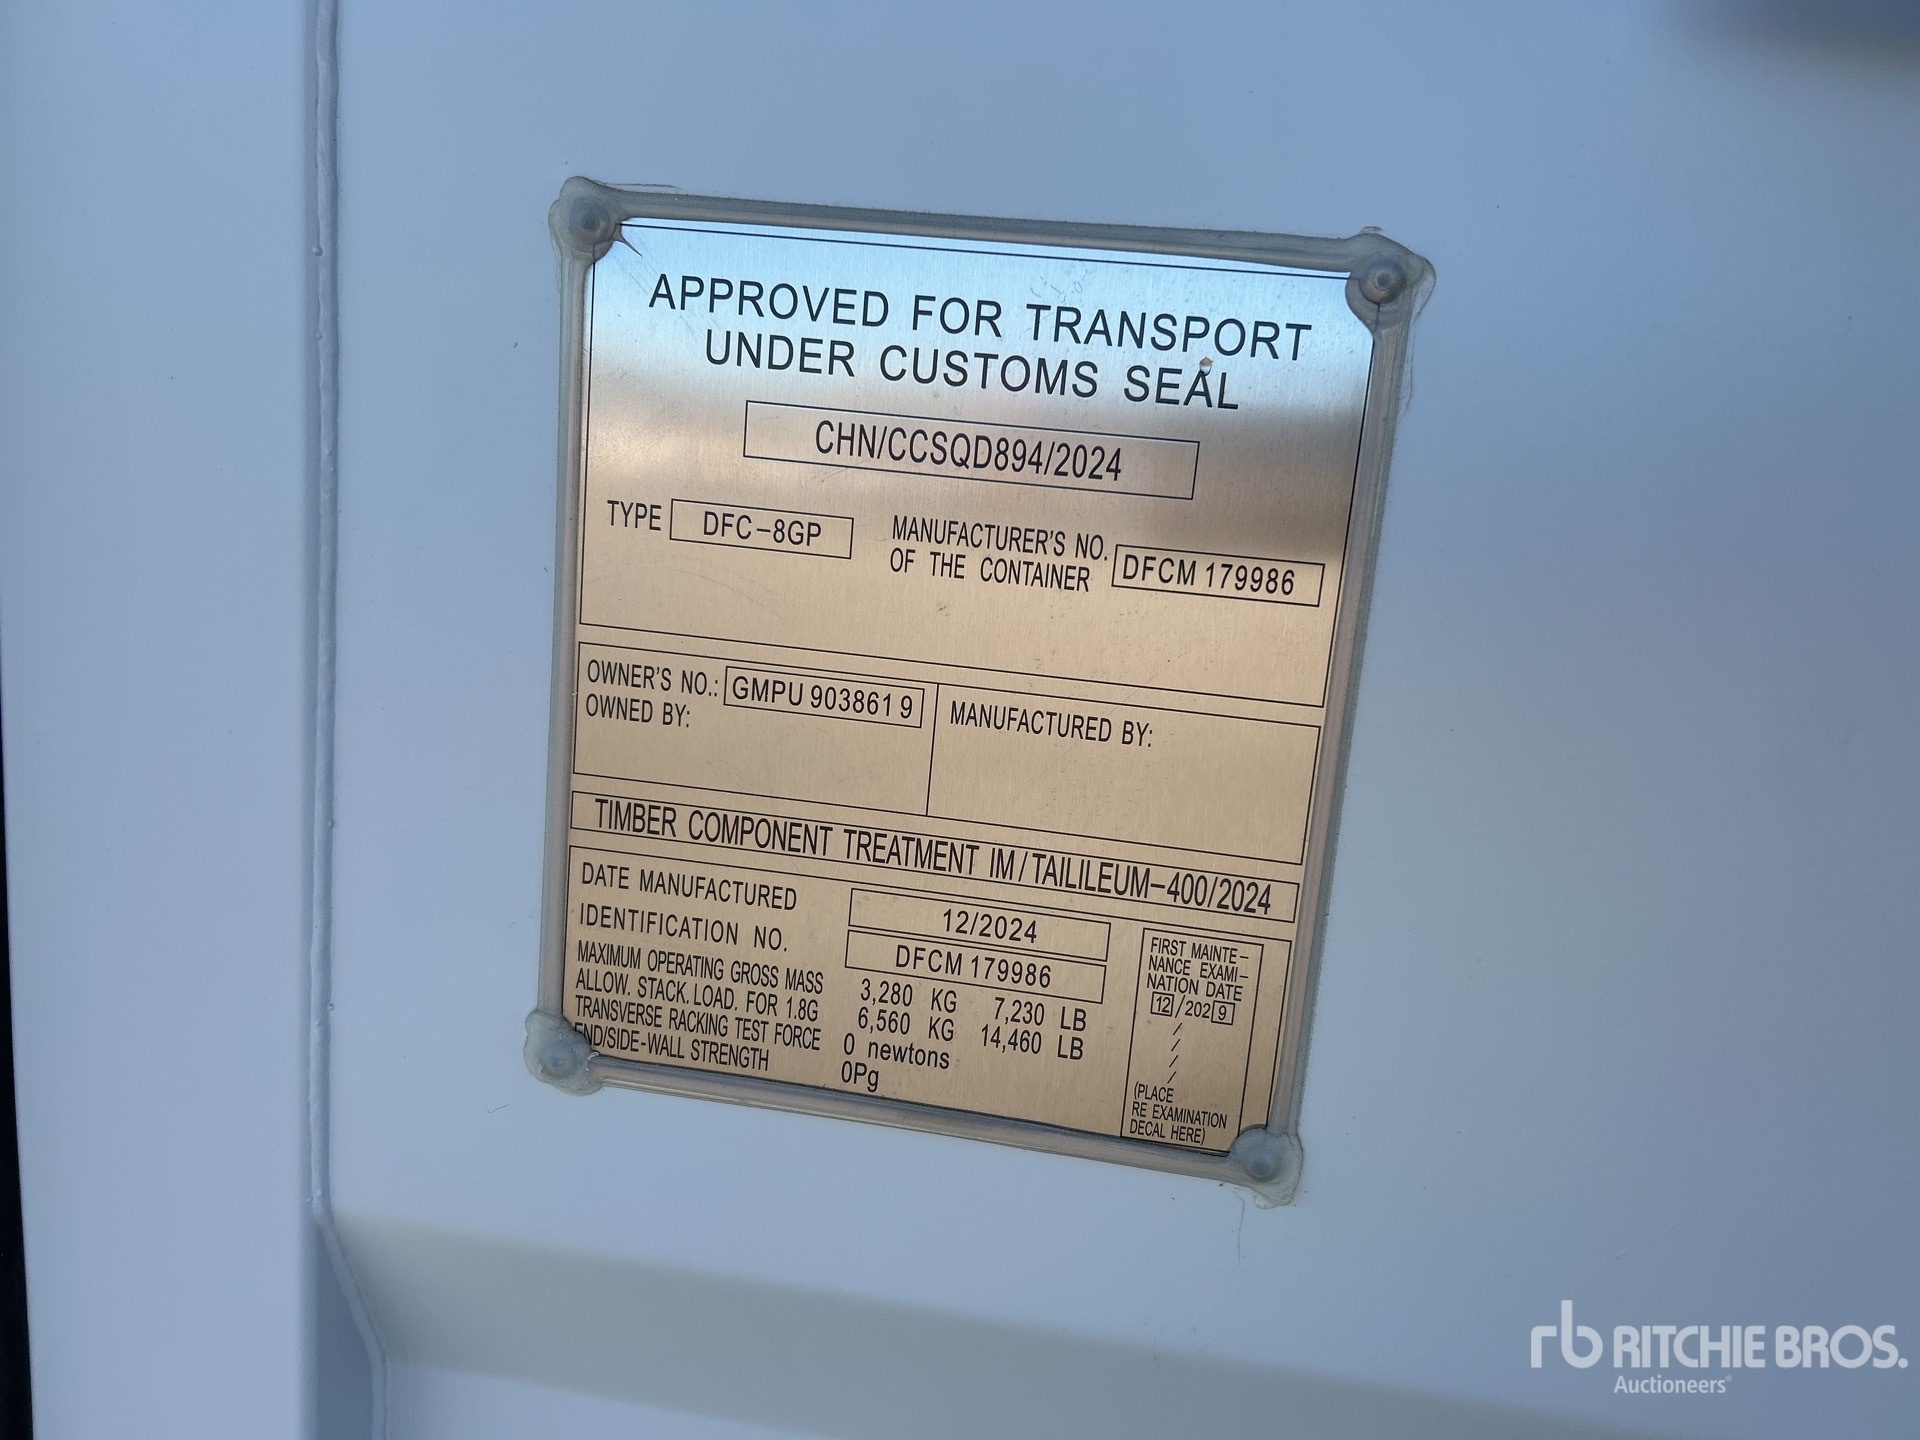 APPROVED FOR TRANSPORT
UNDER CUSTOMS SEAL
CHN/CCSQD894/2024
TYPE DFC-8GP
MANUFACTURER'S NO.
OF THE CONTAINER DFCM 179986
OWNER'S NO.: GMPU 903861 9
OWNED BY:
MANUFACTURED BY:
TIMBER COMPONENT TREATMENT IM/TAILILEUM-400/2024
DATE MANUFACTURED 12/2024
IDENTIFICATION NO. DFCM 179986
MAXIMUM OPERATING GROSS MASS 3,280 KG 7,230 LB
ALLOW. STACK. LOAD. FOR 1.8G 6,560 KG 14,460 LB
TRANSVERSE RACKING TEST FORCE 0 newtons
END/SIDE-WALL STRENGTH 0Pg
FIRST MAINTE-
NANCE EXAMI-
NATION DATE
12/2029
/
/
/
/
(PLACE
RE EXAMINATION
DECAL HERE)
rb RITCHIE BROS.
Auctioneers®